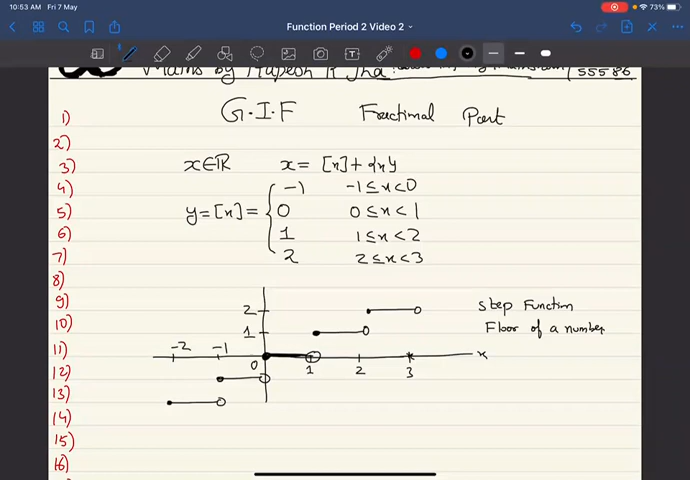 10:53 AM Fri 7 May
73%
Function Period 2 Video 2
Maths by Rupesh R Jha
55586
G.I.F Fractional Part
1)
2)
3) x∈ℝ x = [x] + {x}
4) -1 -1≤x<0
5) y=[x]= { 0 0≤x<1
6) 1 1≤x<2
7) 2 2≤x<3
8)
9) 2 Step Function
10) 1 Floor of a number
11) -2 -1 0 1 2 3 x
12)
13)
14)
15)
16)